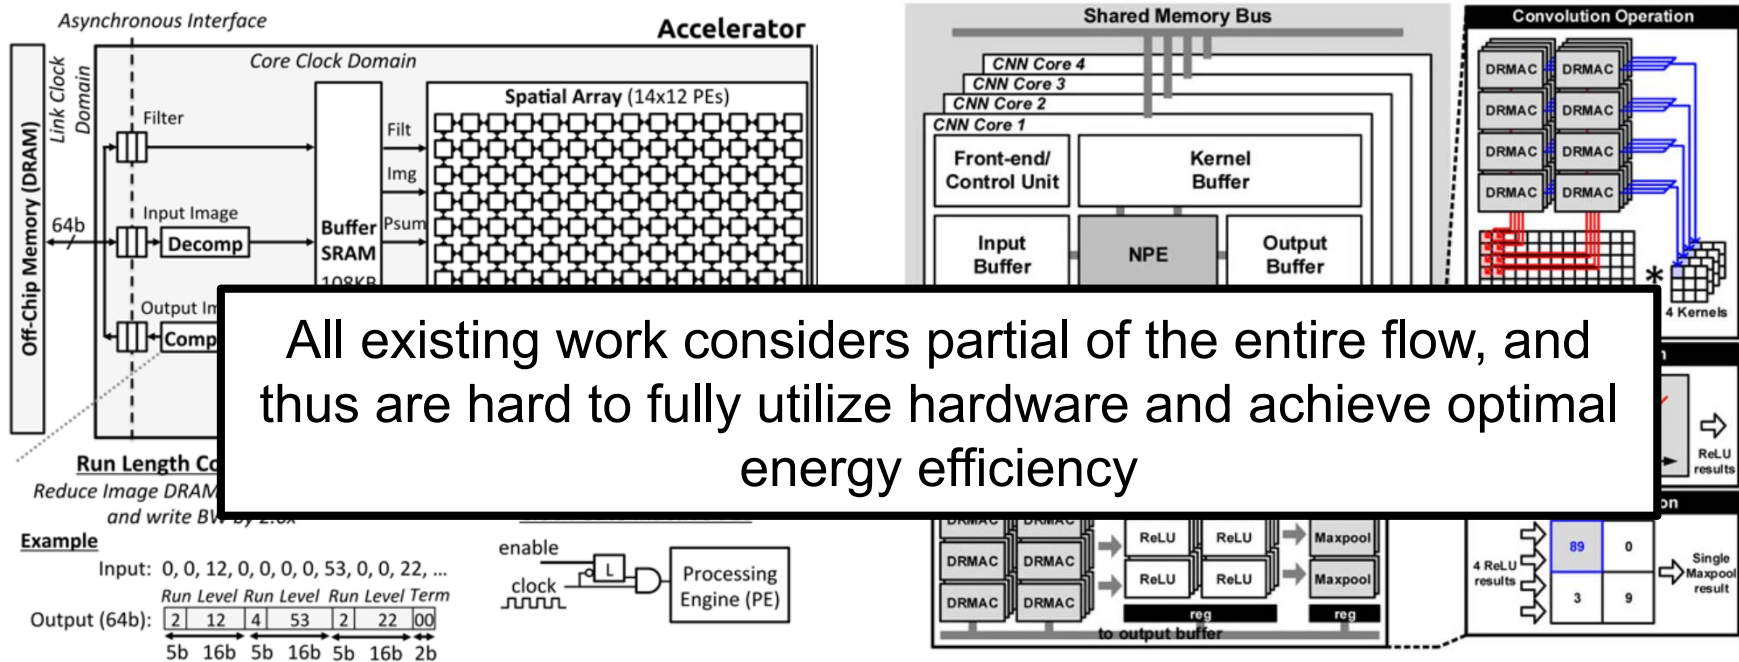 Asynchronous Interface
Accelerator
Link Clock
Domain
Core Clock Domain
Off-Chip Memory (DRAM)
64b
Filter
Input Image
Decomp
Output Im
Comp
Buffer
SRAM
108KB
Filt
Img
Psum
Spatial Array (14x12 PEs)
Run Length Co
Reduce Image DRAM
and write BW by 2.6x
Example
Input: 0, 0, 12, 0, 0, 0, 0, 53, 0, 0, 22, ...
Run Level Run Level Run Level Term
Output (64b): 2 12 4 53 2 22 00
5b 16b 5b 16b 5b 16b 2b
enable
L
clock
Processing
Engine (PE)
All existing work considers partial of the entire flow, and
thus are hard to fully utilize hardware and achieve optimal
energy efficiency
Shared Memory Bus
CNN Core 4
CNN Core 3
CNN Core 2
CNN Core 1
Front-end/
Control Unit
Kernel
Buffer
Input
Buffer
NPE
Output
Buffer
DRMAC DRMAC
DRMAC DRMAC
DRMAC DRMAC
ReLU ReLU
ReLU ReLU
Maxpool
Maxpool
reg
reg
to output buffer
Convolution Operation
DRMAC DRMAC
DRMAC DRMAC
DRMAC DRMAC
DRMAC DRMAC
*
4 Kernels
n
ReLU
results
on
4 ReLU
results
89 0
3 9
Single
Maxpool
result